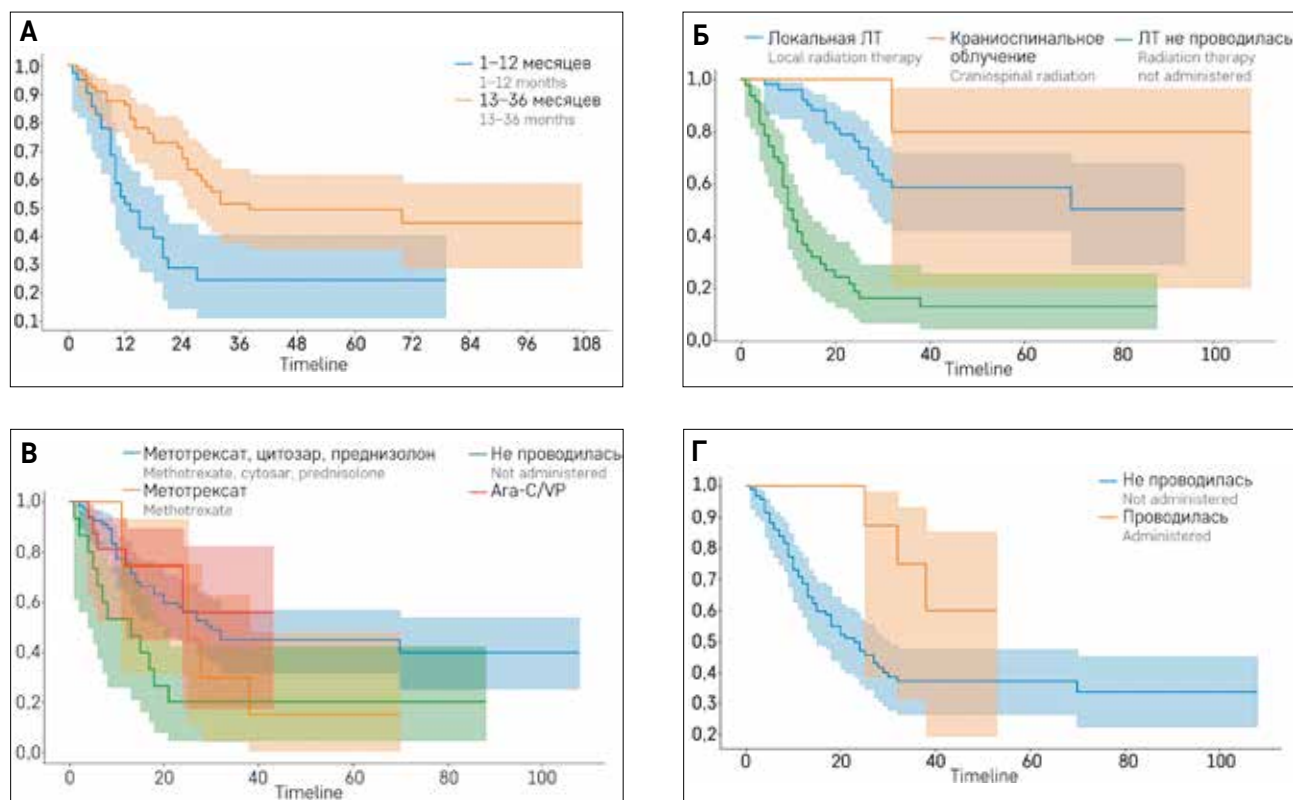 А
1–12 месяцев
1–12 months
13–36 месяцев
13–36 months
1,0
0,9
0,8
0,7
0,6
0,5
0,4
0,3
0,2
0,1
0 12 24 36 48 60 72 84 96 108
Timeline
Б
Локальная ЛТ
Local radiation therapy
Краниоспинальное
облучение
Craniospinal radiation
ЛТ не проводилась
Radiation therapy
not administered
1,0
0,8
0,6
0,4
0,2
0,0
0 20 40 60 80 100
Timeline
В
Метотрексат, цитозар, преднизолон
Methotrexate, cytosar, prednisolone
Метотрексат
Methotrexate
Не проводилась
Not administered
Ara-C/VP
1,0
0,8
0,6
0,4
0,2
0,0
0 20 40 60 80 100
Timeline
Г
Не проводилась
Not administered
Проводилась
Administered
1,0
0,9
0,8
0,7
0,6
0,5
0,4
0,3
0,2
0 20 40 60 80 100
Timeline